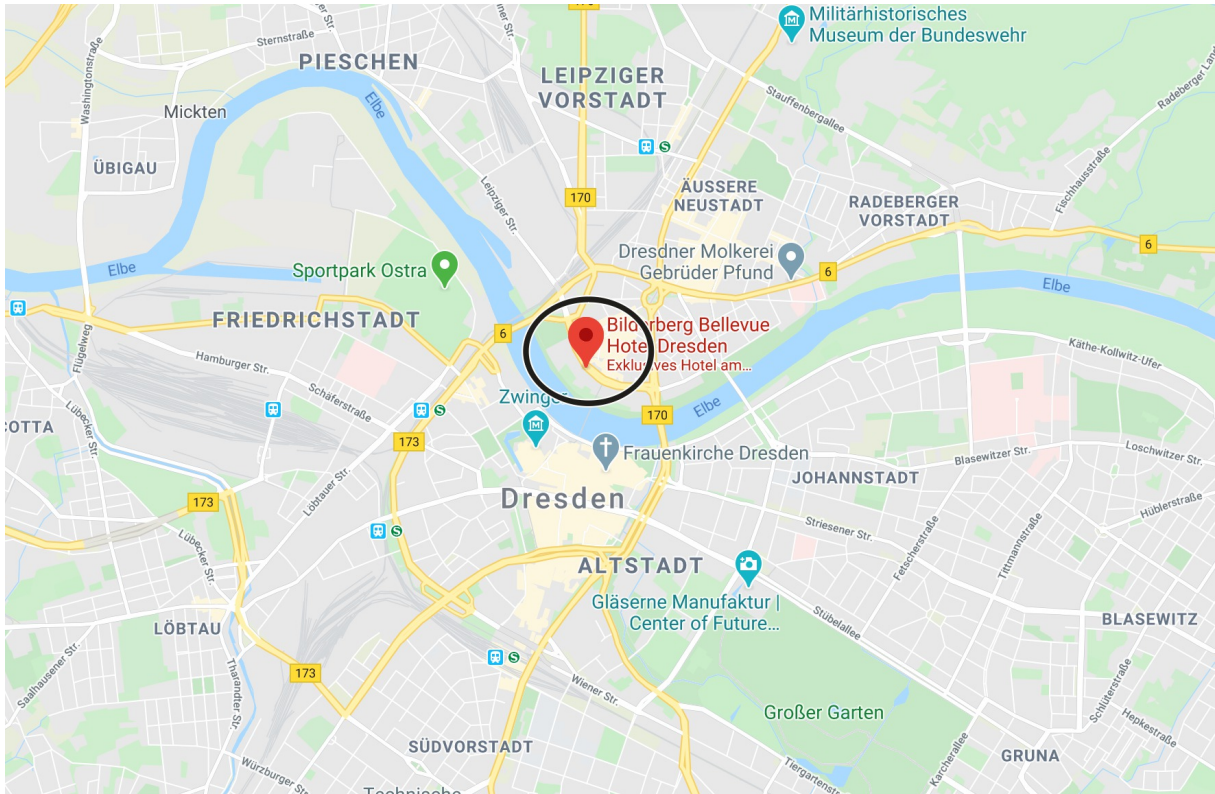 Militärhistorisches
Museum der Bundeswehr
Sternstraße
PIESCHEN
Washingtonstraße
LEIPZIGER
VORSTADT
Elbe
Mickten
Stauffenbergallee
Radeberger Land
ÜBIGAU
S
Leipziger Str.
170
ÄUSSERE
NEUSTADT
Fischhausstraße
RADEBERGER
VORSTADT
6
Dresdner Molkerei
Gebrüder Pfund
6
Elbe
Sportpark Ostra
Elbe
FRIEDRICHSTADT
6
Bilderberg Bellevue
Hotel Dresden
Exklusives Hotel am...
Flügelweg
Hamburger Str.
Käthe-Kollwitz-Ufer
Schäferstraße
Zwinger
S
170
Elbe
Lübecker Str.
COTTA
173
Frauenkirche Dresden
Blasewitzer Str.
Loschwitzer Str.
JOHANNSTADT
Löbtauer Str.
Dresden
173
Hüblerstraße
Striesener Str.
S
Fetscherstraße
Tittmannstraße
Lübecker Str.
ALTSTADT
Gläserne Manufaktur |
Center of Future...
Stübelallee
BLASEWITZ
LÖBTAU
S
173
Saalhausener Str.
Tharandter Str.
Wiener Str.
Großer Garten
Schlüterstraße
Hepkestraße
SÜDVORSTADT
GRUNA
Karcherallee
Tiergartenstr.
Würzburger Str.
Technische